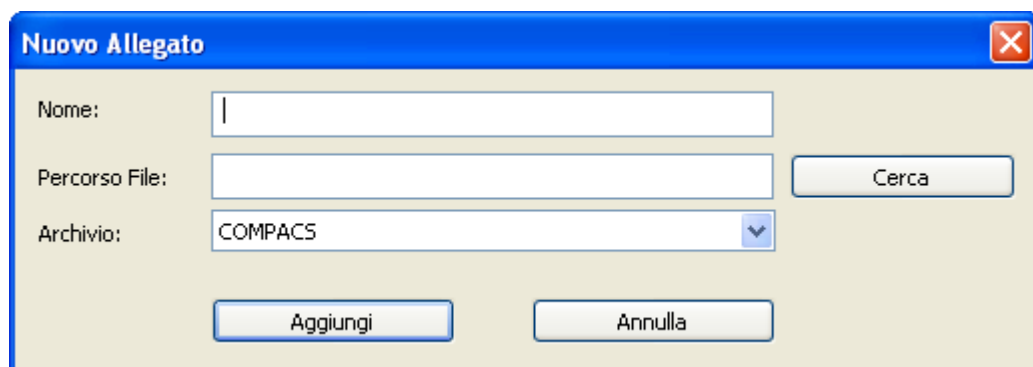 Nuovo Allegato
Nome:
Percorso File:
Cerca
Archivio:
COMPACS
Aggiungi
Annulla